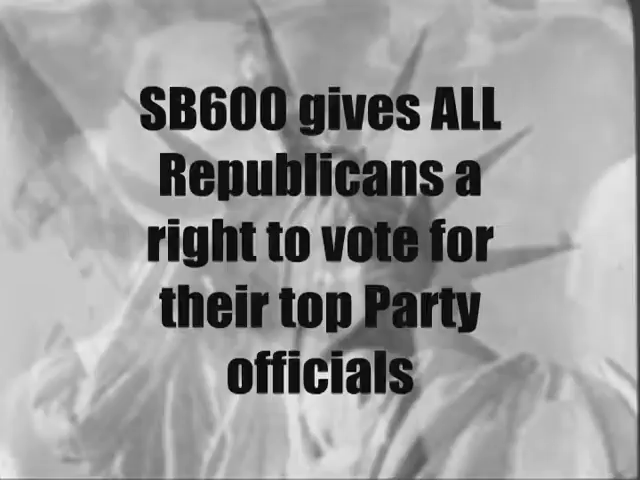 SB600 gives ALL
Republicans a
right to vote for
their top Party
officials